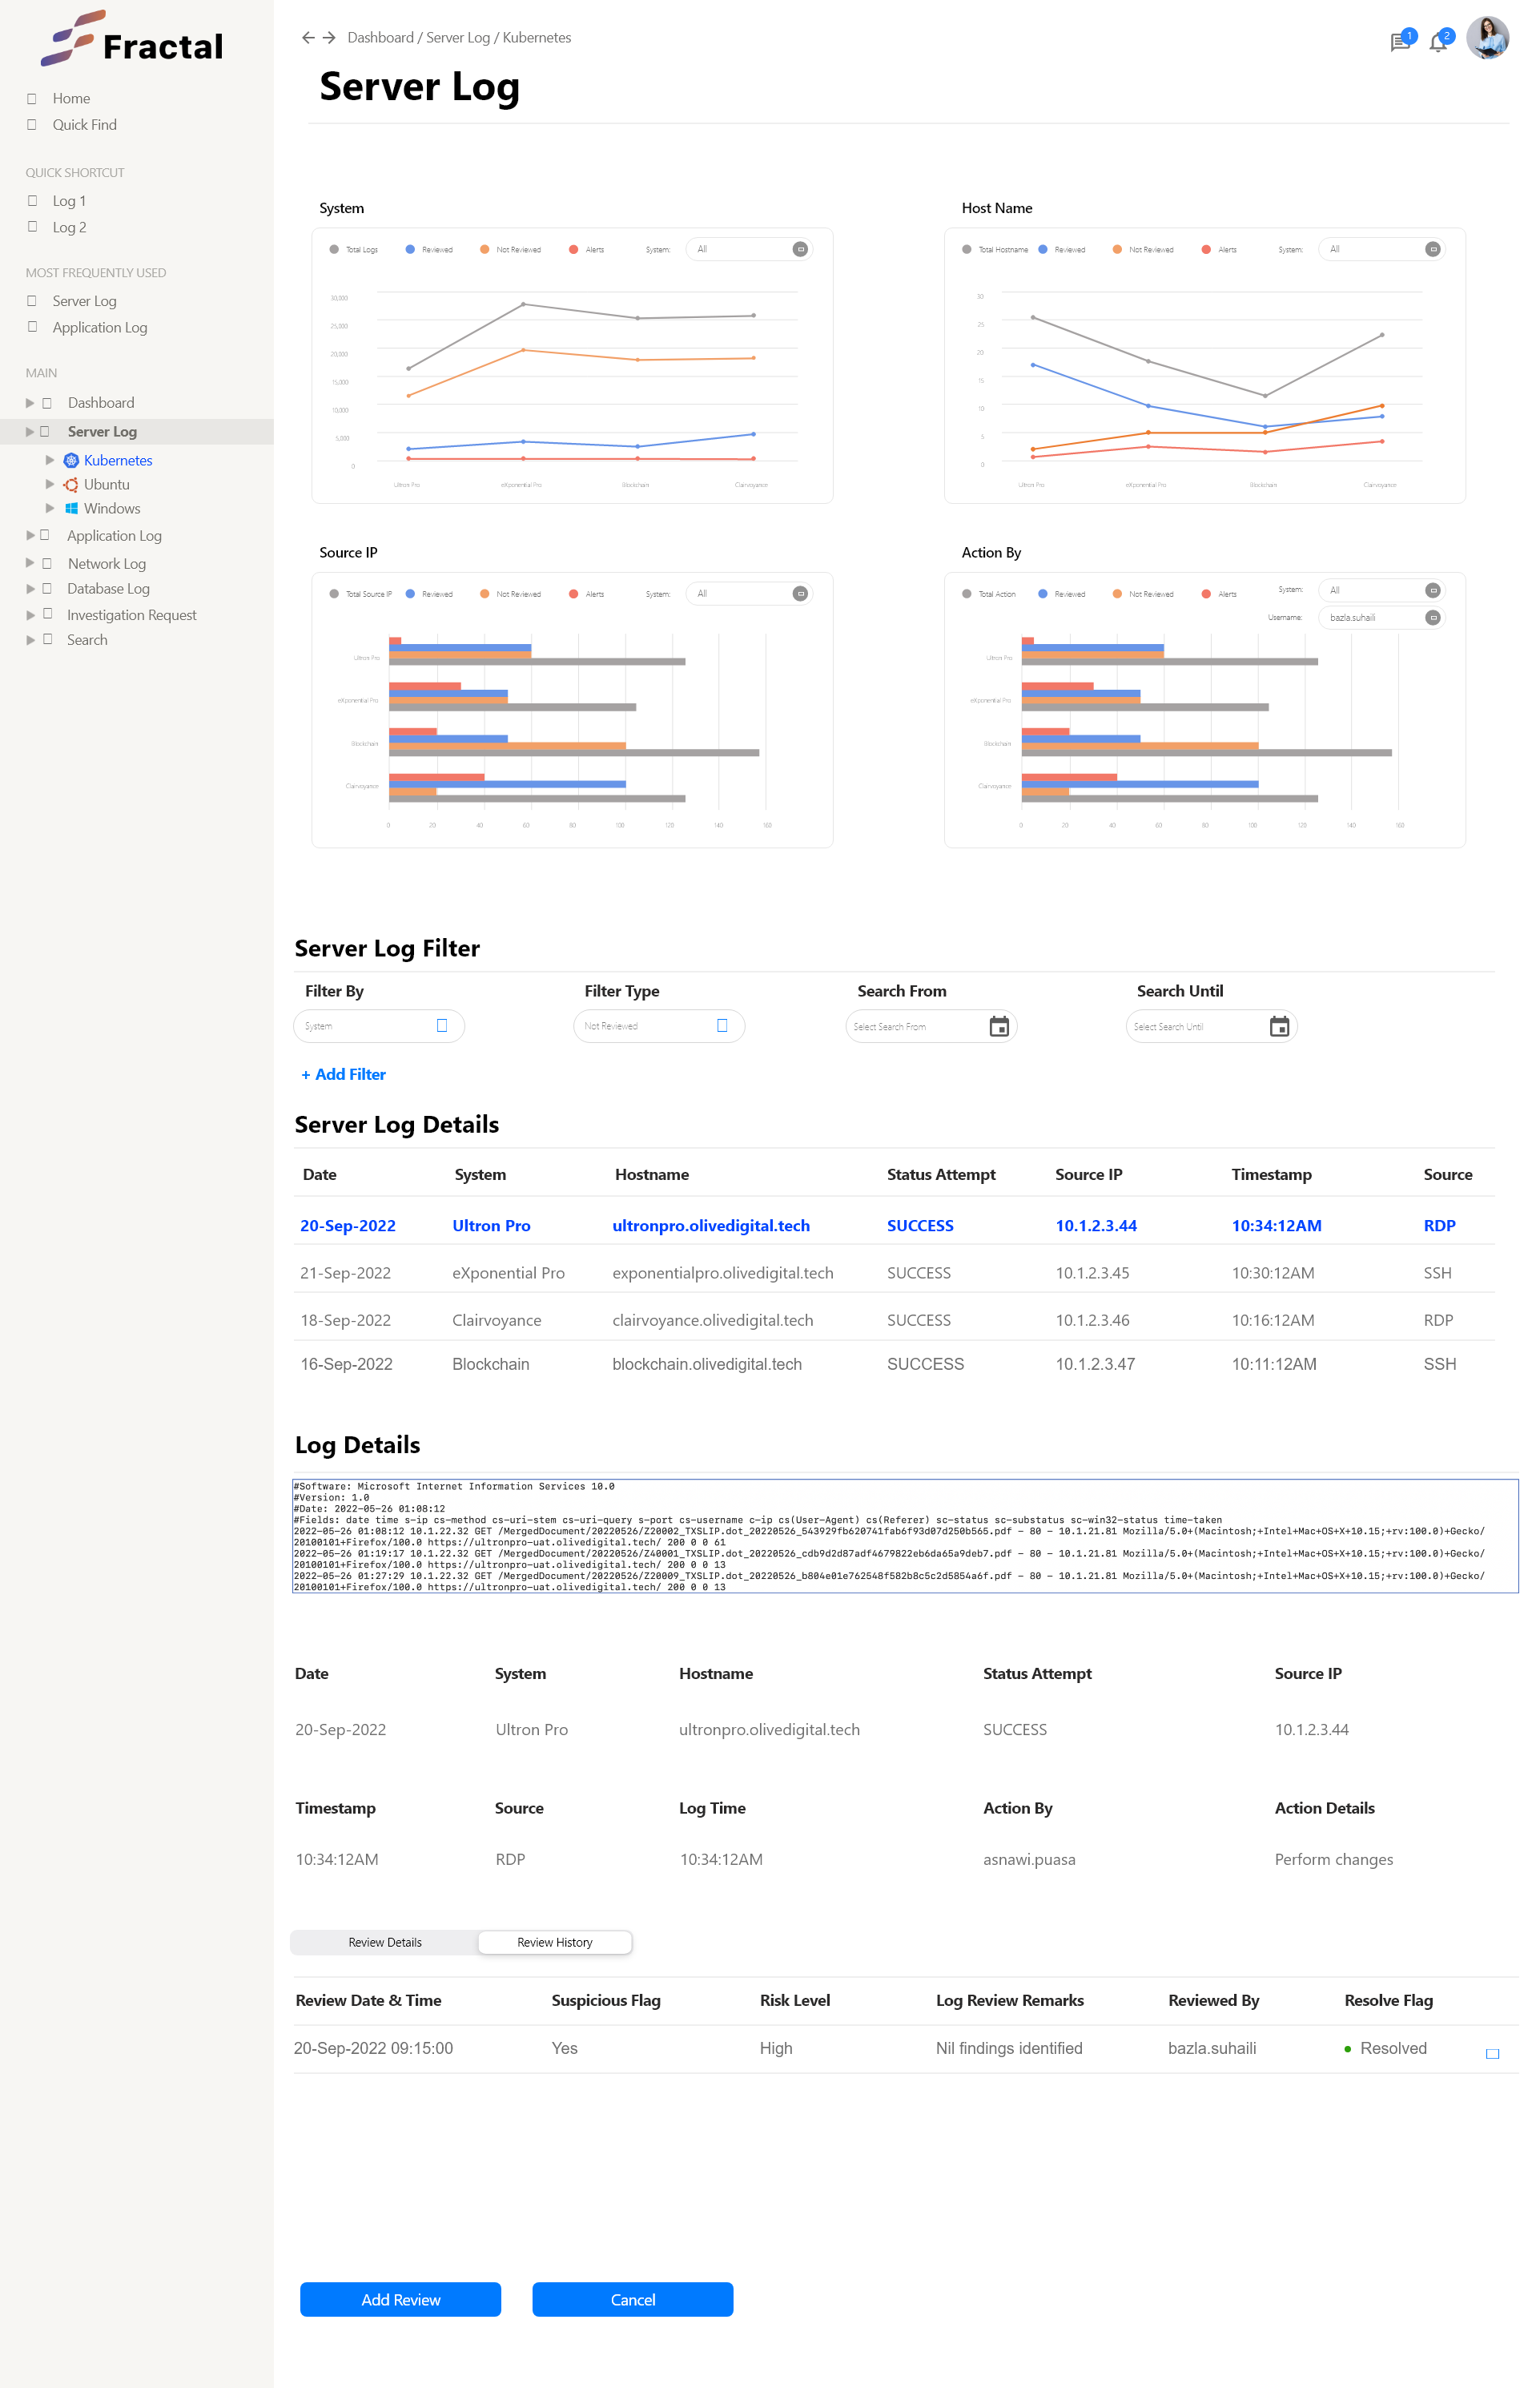 Fractal
Home
Quick Find
QUICK SHORTCUT
Log 1
Log 2
MOST FREQUENTLY USED
Server Log
Application Log
MAIN
Dashboard
Server Log
Kubernetes
Ubuntu
Windows
Application Log
Network Log
Database Log
Investigation Request
Search
Dashboard / Server Log / Kubernetes
1
2
Server Log
System
Total Logs Reviewed Not Reviewed Alerts System: All
30,000
25,000
20,000
15,000
10,000
5,000
0
Ultron Pro eXponential Pro Blockchain Clairvoyance
Host Name
Total Hostname Reviewed Not Reviewed Alerts System: All
30
25
20
15
10
5
0
Ultron Pro eXponential Pro Blockchain Clairvoyance
Source IP
Total Source IP Reviewed Not Reviewed Alerts System: All
Ultron Pro
eXponential Pro
Blockchain
Clairvoyance
0 20 40 60 80 100 120 140 160
Action By
Total Action Reviewed Not Reviewed Alerts System: All
Username: bazla.suhaili
Ultron Pro
eXponential Pro
Blockchain
Clairvoyance
0 20 40 60 80 100 120 140 160
Server Log Filter
Filter By Filter Type Search From Search Until
System Not Reviewed Select Search From Select Search Until
+ Add Filter
Server Log Details
Date System Hostname Status Attempt Source IP Timestamp Source
20-Sep-2022 Ultron Pro ultronpro.olivedigital.tech SUCCESS 10.1.2.3.44 10:34:12AM RDP
21-Sep-2022 eXponential Pro exponentialpro.olivedigital.tech SUCCESS 10.1.2.3.45 10:30:12AM SSH
18-Sep-2022 Clairvoyance clairvoyance.olivedigital.tech SUCCESS 10.1.2.3.46 10:16:12AM RDP
16-Sep-2022 Blockchain blockchain.olivedigital.tech SUCCESS 10.1.2.3.47 10:11:12AM SSH
Log Details
#Software: Microsoft Internet Information Services 10.0
#Version: 1.0
#Date: 2022-05-26 01:08:12
#Fields: date time s-ip cs-method cs-uri-stem cs-uri-query s-port cs-username c-ip cs(User-Agent) cs(Referer) sc-status sc-substatus sc-win32-status time-taken
2022-05-26 01:08:12 10.1.22.32 GET /MergedDocument/20220526/Z20002_TXSLIP.dot_20220526_543929fb620741fab6f93d07d250b565.pdf - 80 - 10.1.21.81 Mozilla/5.0+(Macintosh;+Intel+Mac+OS+X+10.15;+rv:100.0)+Gecko/
20100101+Firefox/100.0 https://ultronpro-uat.olivedigital.tech/ 200 0 0 61
2022-05-26 01:19:17 10.1.22.32 GET /MergedDocument/20220526/Z40001_TXSLIP.dot_20220526_cdb9d2d87adf4679822eb6da65a9deb7.pdf - 80 - 10.1.21.81 Mozilla/5.0+(Macintosh;+Intel+Mac+OS+X+10.15;+rv:100.0)+Gecko/
20100101+Firefox/100.0 https://ultronpro-uat.olivedigital.tech/ 200 0 0 13
2022-05-26 01:27:29 10.1.22.32 GET /MergedDocument/20220526/Z20009_TXSLIP.dot_20220526_b804e01e762548f582b8c5c2d5854a6f.pdf - 80 - 10.1.21.81 Mozilla/5.0+(Macintosh;+Intel+Mac+OS+X+10.15;+rv:100.0)+Gecko/
20100101+Firefox/100.0 https://ultronpro-uat.olivedigital.tech/ 200 0 0 13
Date System Hostname Status Attempt Source IP
20-Sep-2022 Ultron Pro ultronpro.olivedigital.tech SUCCESS 10.1.2.3.44
Timestamp Source Log Time Action By Action Details
10:34:12AM RDP 10:34:12AM asnawi.puasa Perform changes
Review Details Review History
Review Date & Time Suspicious Flag Risk Level Log Review Remarks Reviewed By Resolve Flag
20-Sep-2022 09:15:00 Yes High Nil findings identified bazla.suhaili Resolved
Add Review Cancel